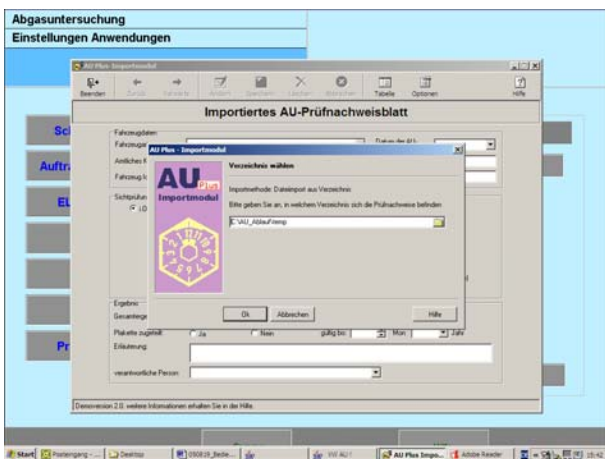 Abgasuntersuchung
Einstellungen Anwendungen
AU Plus Importmodul
Beenden Zurück Vorwärts Ändern Speichern Löschen Abbrechen Tabelle Optionen Hilfe
Importiertes AU-Prüfnachweisblatt
Fahrzeugdaten
AU Plus - Importmodul
Verzeichnis wählen
AU Plus
Importmodul
Importmethode: Dateiimport aus Verzeichnis
Bitte geben Sie an, in welchem Verzeichnis sich die Prüfnachweise befinden
C:\AU_Ablauf\temp
Ok Abbrechen Hilfe
Ergebnis
Plakette zugeteilt: Ja Nein gültig bis: Mon Jahr
Erläuterung:
verantwortliche Person:
Demoversion 2.0. weitere Informationen erhalten Sie in der Hilfe.
Start Posteingang - ... Desktop AU Plus Impo... Adobe Reader 15:42